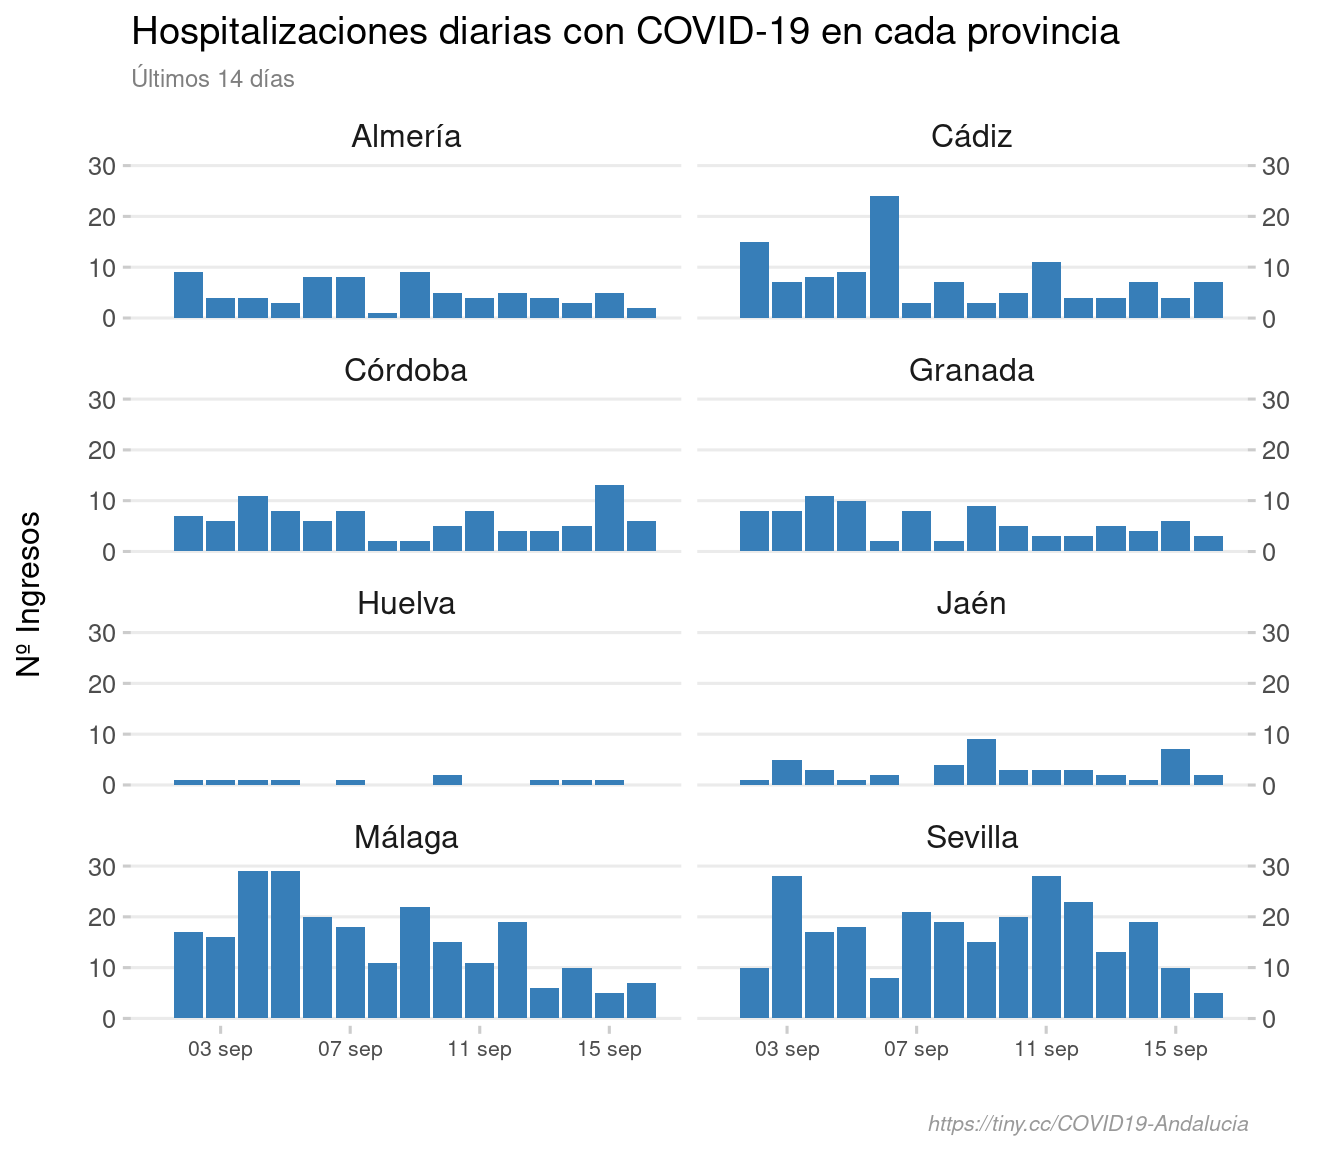 Hospitalizaciones diarias con COVID-19 en cada provincia
Últimos 14 días
Almería
Cádiz
30
20
10
0
30
20
10
0
Córdoba
Granada
30
20
10
0
30
20
10
0
Nº Ingresos
Huelva
Jaén
30
20
10
0
30
20
10
0
Málaga
Sevilla
30
20
10
0
30
20
10
0
03 sep 07 sep 11 sep 15 sep
03 sep 07 sep 11 sep 15 sep
https://tiny.cc/COVID19-Andalucia